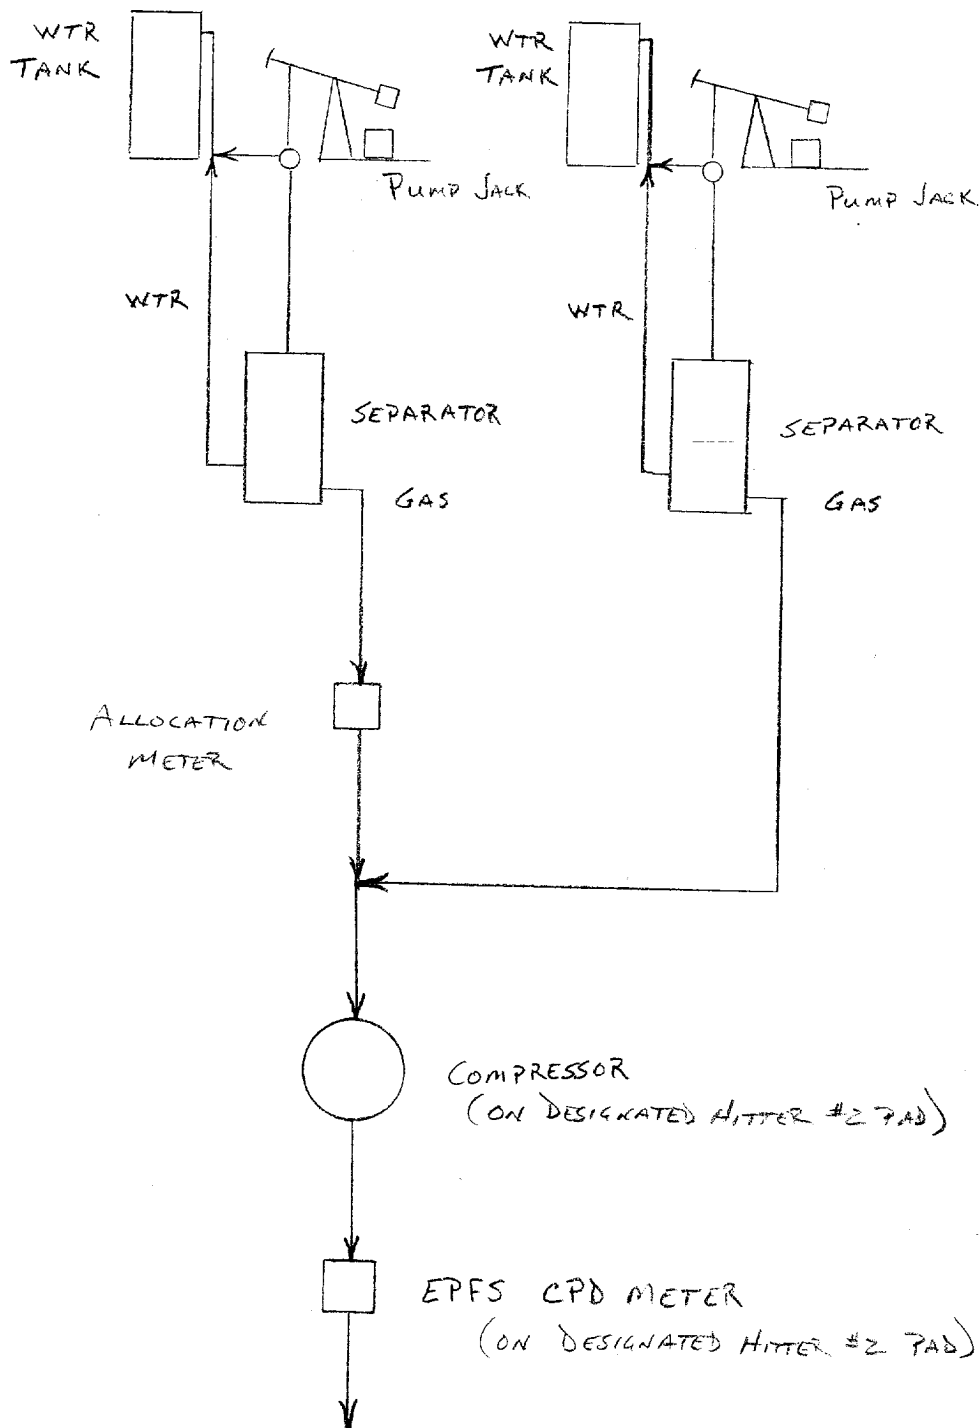 WTR
TANK
WTR
TANK
PUMP JACK
PUMP JACK
WTR
WTR
SEPARATOR
SEPARATOR
GAS
GAS
ALLOCATION
METER
COMPRESSOR
(ON DESIGNATED HITTER #2 PAD)
EPFS CPD METER
(ON DESIGNATED HITTER #2 PAD)